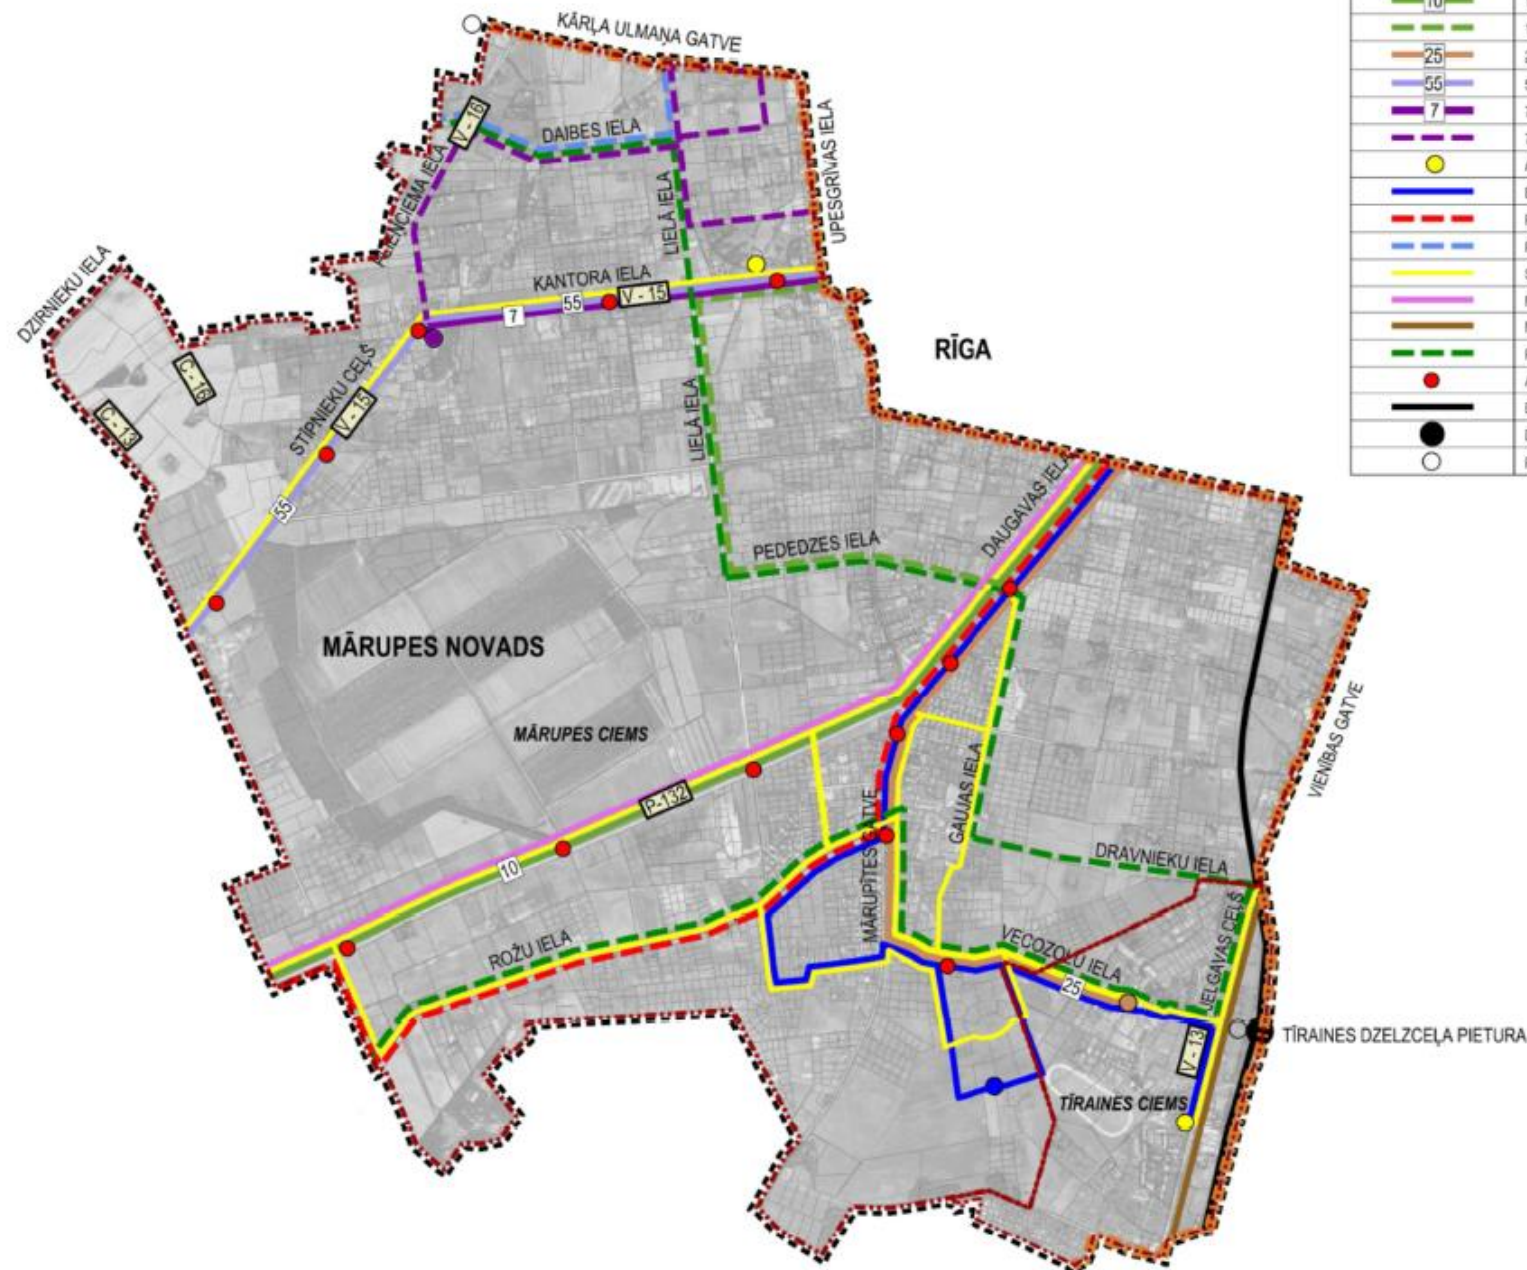 KĀRĻA ULMAŅA GATVE
V - 16
DAIBES IELA
UPESGRĪVAS IELA
LIELĀ IELA
DZIRNIEKU IELA
KANTORA IELA
7
55
V - 15
RĪGA
C - 16
C - 13
STĪPNIEKU CEĻŠ
V - 15
LIELĀ IELA
55
DAUGAVAS IELA
PEDEDZES IELA
MĀRUPES NOVADS
MĀRUPES CIEMS
VIENĪBAS GATVE
P-132
GAUJAS IELA
MĀRUPĪTES GATVE
10
DRAVNIEKU IELA
ROŽU IELA
VECOZOLU IELA
JELGAVAS CEĻŠ
25
V - 13
TĪRAINES DZELZCEĻA PIETURA
TĪRAINES CIEMS
10
25
55
7